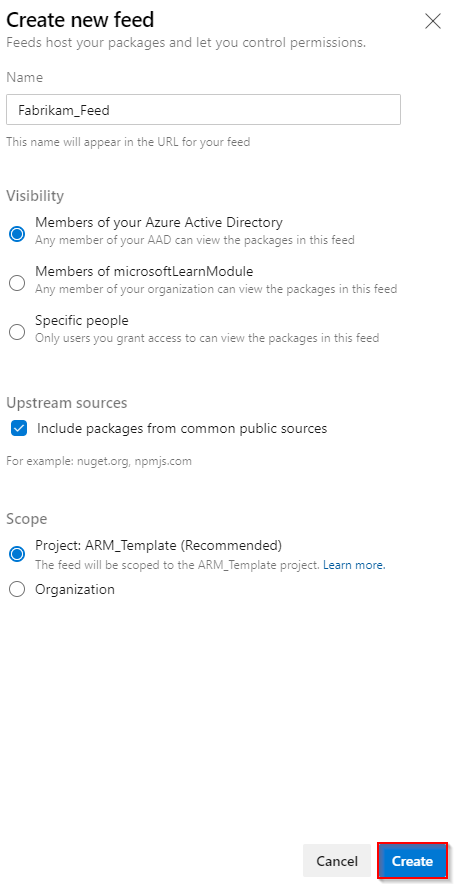 Create new feed
Feeds host your packages and let you control permissions.
Name
Fabrikam_Feed
This name will appear in the URL for your feed
Visibility
Members of your Azure Active Directory
Any member of your AAD can view the packages in this feed
Members of microsoftLearnModule
Any member of your organization can view the packages in this feed
Specific people
Only users you grant access to can view the packages in this feed
Upstream sources
Include packages from common public sources
For example: nuget.org, npmjs.com
Scope
Project: ARM_Template (Recommended)
The feed will be scoped to the ARM_Template project. Learn more.
Organization
Cancel Create